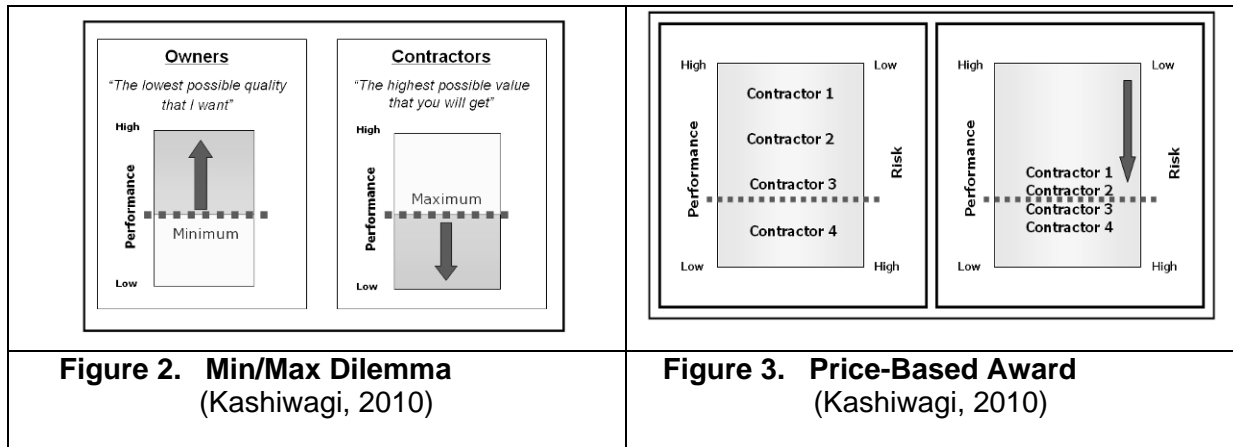 Owners
“The lowest possible quality
that I want”
High
Performance
Minimum
Low
Contractors
“The highest possible value
that you will get”
High
Performance
Maximum
Low
High
Low
Contractor 1
Contractor 2
Contractor 3
Contractor 4
Performance
Risk
Low
High
High
Low
Contractor 1
Contractor 2
Contractor 3
Contractor 4
Performance
Risk
Low
High
Figure 2. Min/Max Dilemma
(Kashiwagi, 2010)
Figure 3. Price-Based Award
(Kashiwagi, 2010)